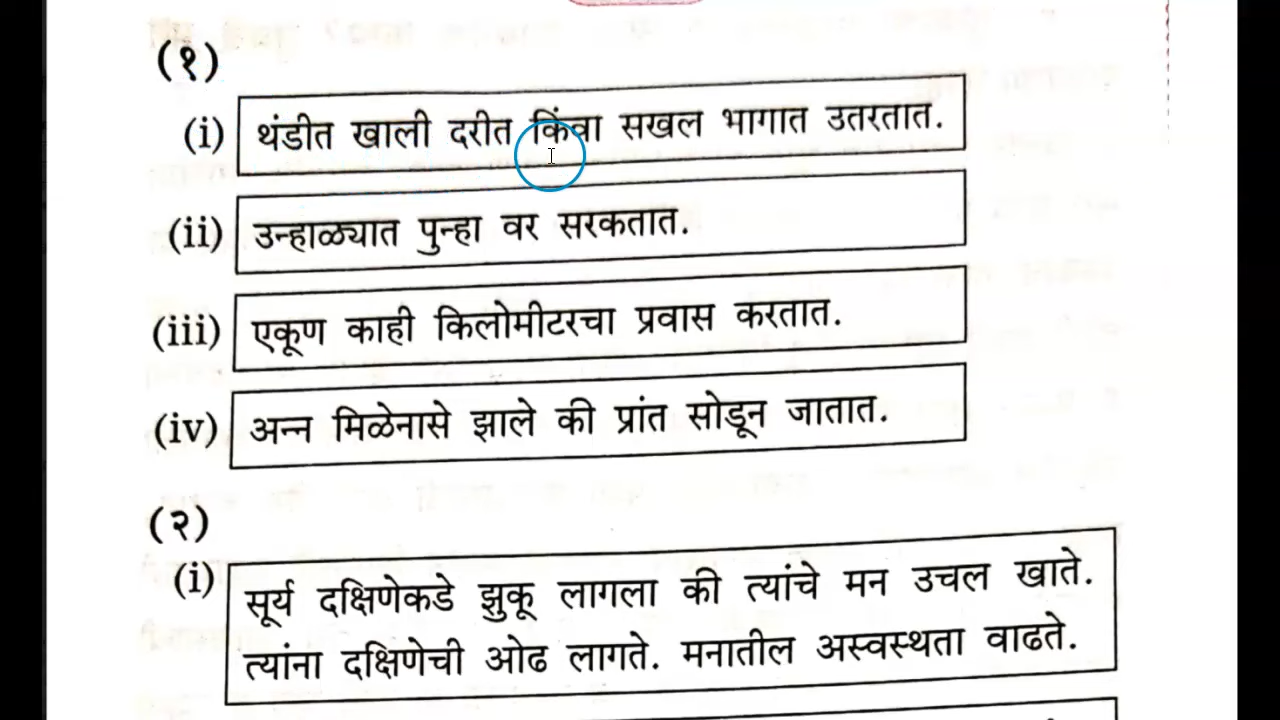 (१)
(i) थंडीत खाली दरीत किंवा सखल भागात उतरतात.
(ii) उन्हाळ्यात पुन्हा वर सरकतात.
(iii) एकूण काही किलोमीटरचा प्रवास करतात.
(iv) अन्न मिळेनासे झाले की प्रांत सोडून जातात.
(२)
(i) सूर्य दक्षिणेकडे झुकू लागला की त्यांचे मन उचल खाते.
त्यांना दक्षिणेची ओढ लागते. मनातील अस्वस्थता वाढते.